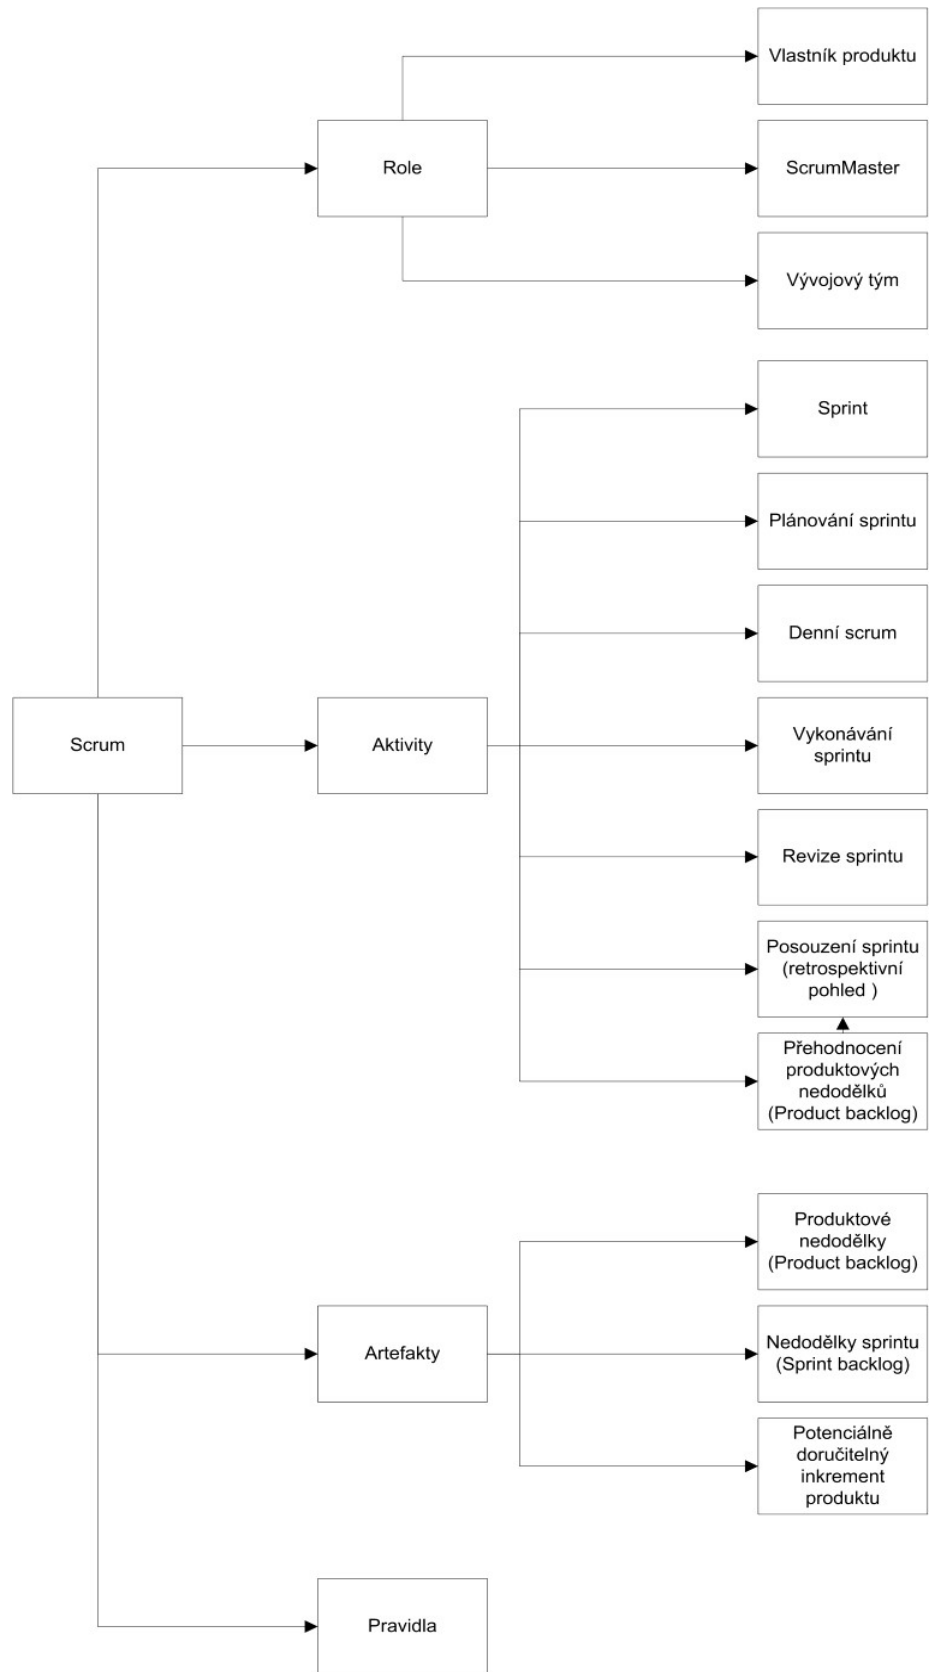 Vlastník produktu
Role
ScrumMaster
Vývojový tým
Sprint
Plánování sprintu
Denní scrum
Scrum
Aktivity
Vykonávání
sprintu
Revize sprintu
Posouzení sprintu
(retrospektivní
pohled )
Přehodnocení
produktových
nedodělků
(Product backlog)
Produktové
nedodělky
(Product backlog)
Artefakty
Nedodělky sprintu
(Sprint backlog)
Potenciálně
doručitelný
inkrement
produktu
Pravidla